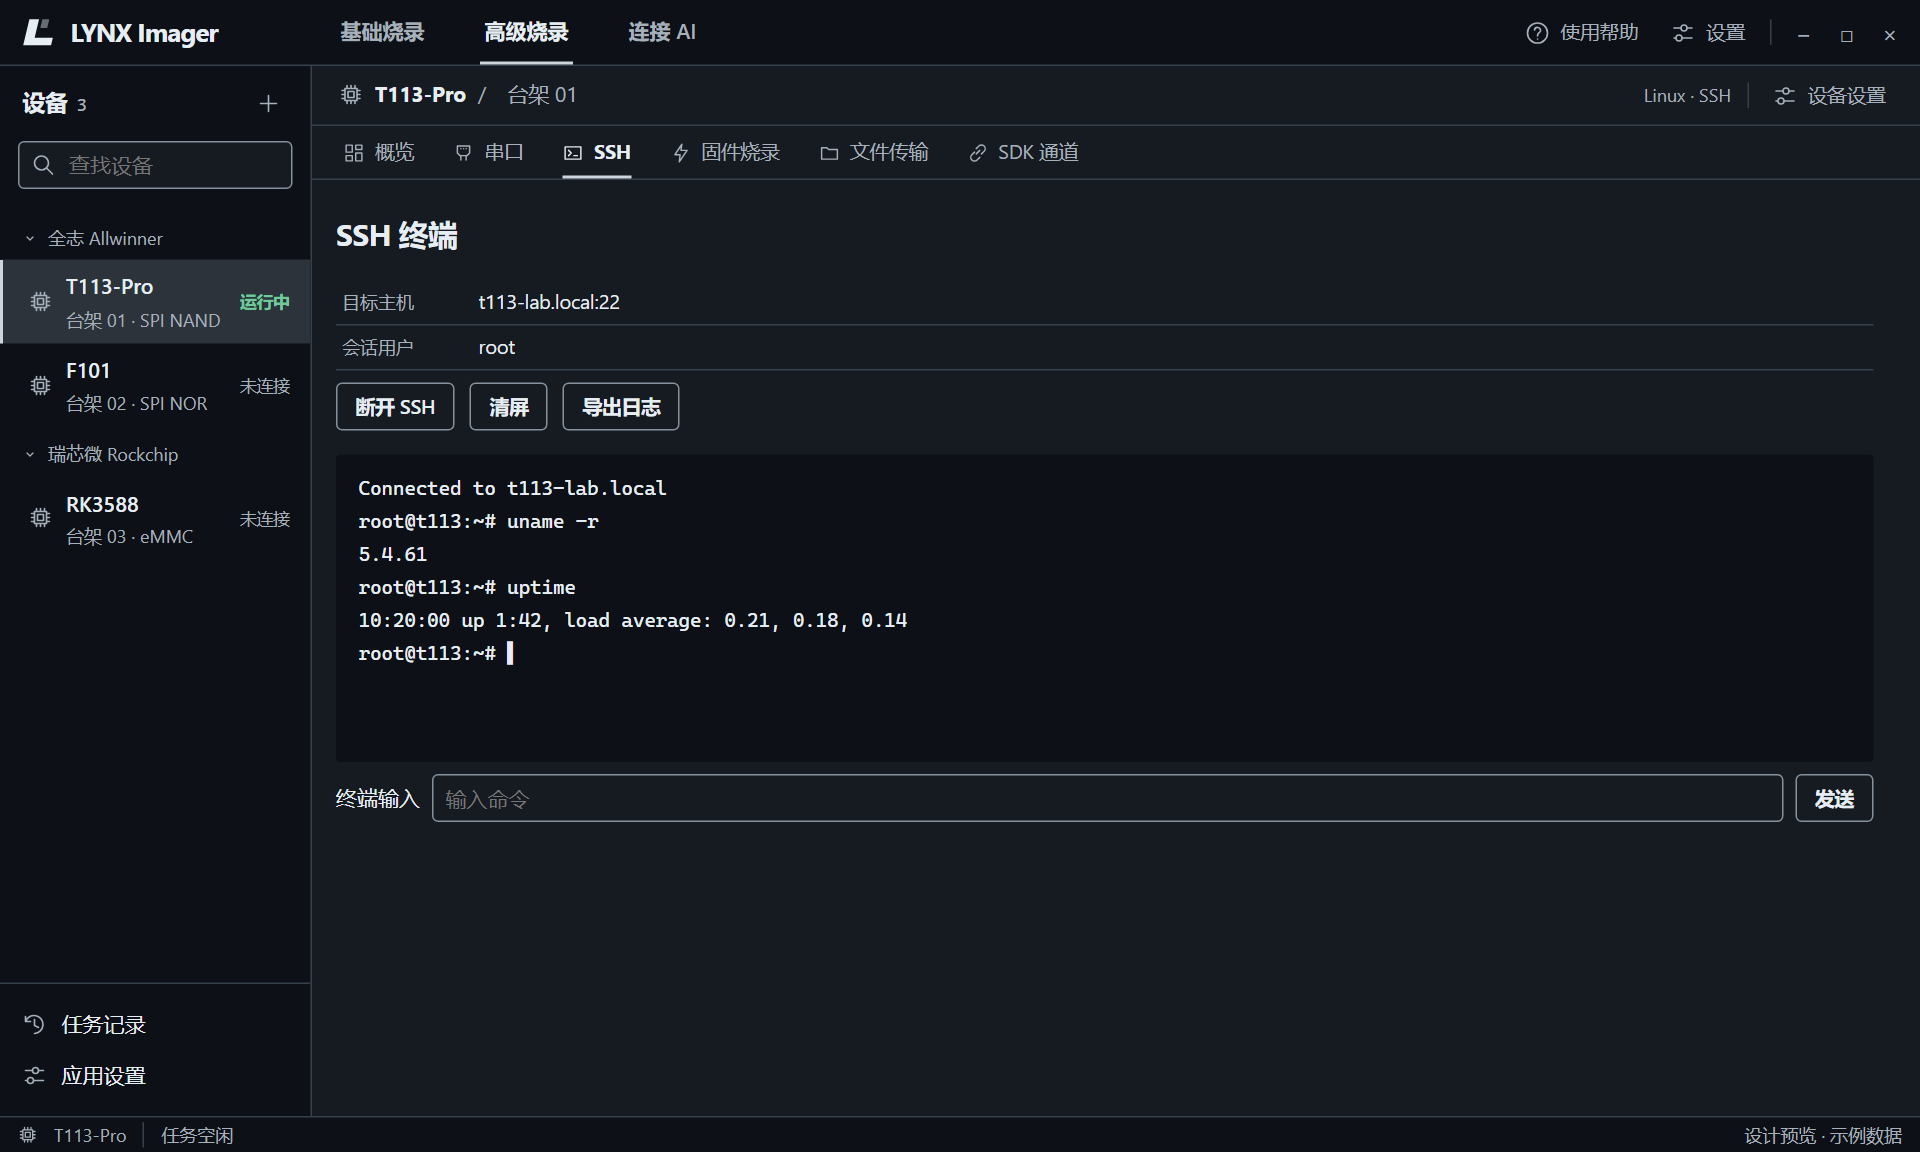 LYNX Imager
基础烧录 高级烧录 连接 AI
使用帮助 设置
设备 3
查找设备
全志 Allwinner
T113-Pro
台架 01 · SPI NAND
运行中
F101
台架 02 · SPI NOR
未连接
瑞芯微 Rockchip
RK3588
台架 03 · eMMC
未连接
任务记录
应用设置
T113-Pro / 台架 01
Linux · SSH 设备设置
概览 串口 SSH 固件烧录 文件传输 SDK 通道
SSH 终端
目标主机 t113-lab.local:22
会话用户 root
断开 SSH 清屏 导出日志
Connected to t113-lab.local
root@t113:~# uname -r
5.4.61
root@t113:~# uptime
10:20:00 up 1:42, load average: 0.21, 0.18, 0.14
root@t113:~#
终端输入 输入命令 发送
T113-Pro 任务空闲
设计预览 · 示例数据